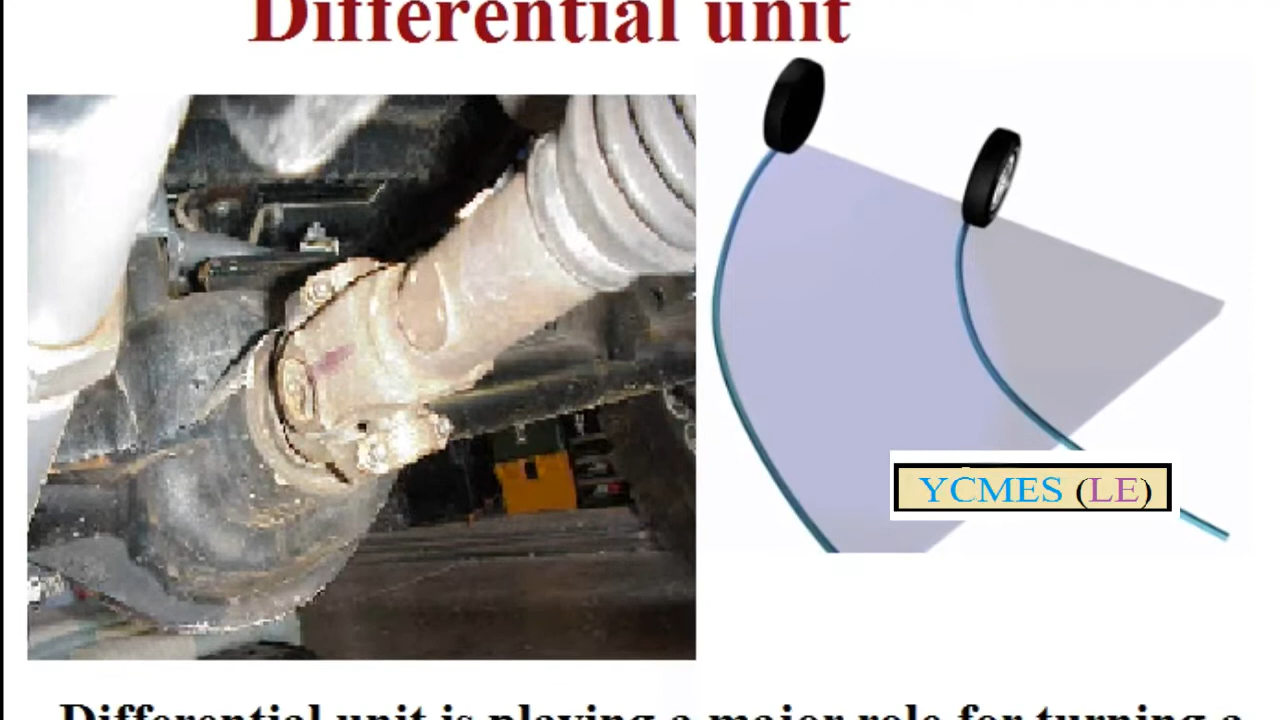 Differential unit
YCMES (LE)
Differential unit is playing a major role for turning a